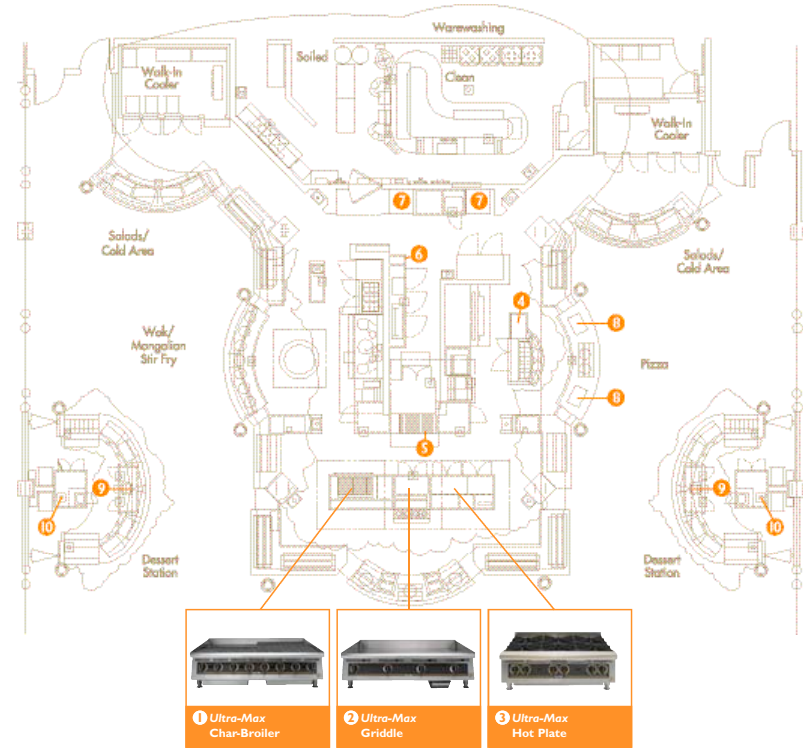 Warewashing
Soiled
Clean
Walk-In
Cooler
Walk-In
Cooler
7
7
Salads/
Cold Area
Salads/
Cold Area
6
4
8
Wok/
Mongolian
Stir Fry
Pizza
8
5
9
9
10
10
Dessert
Station
Dessert
Station
1 Ultra-Max
Char-Broiler
2 Ultra-Max
Griddle
3 Ultra-Max
Hot Plate